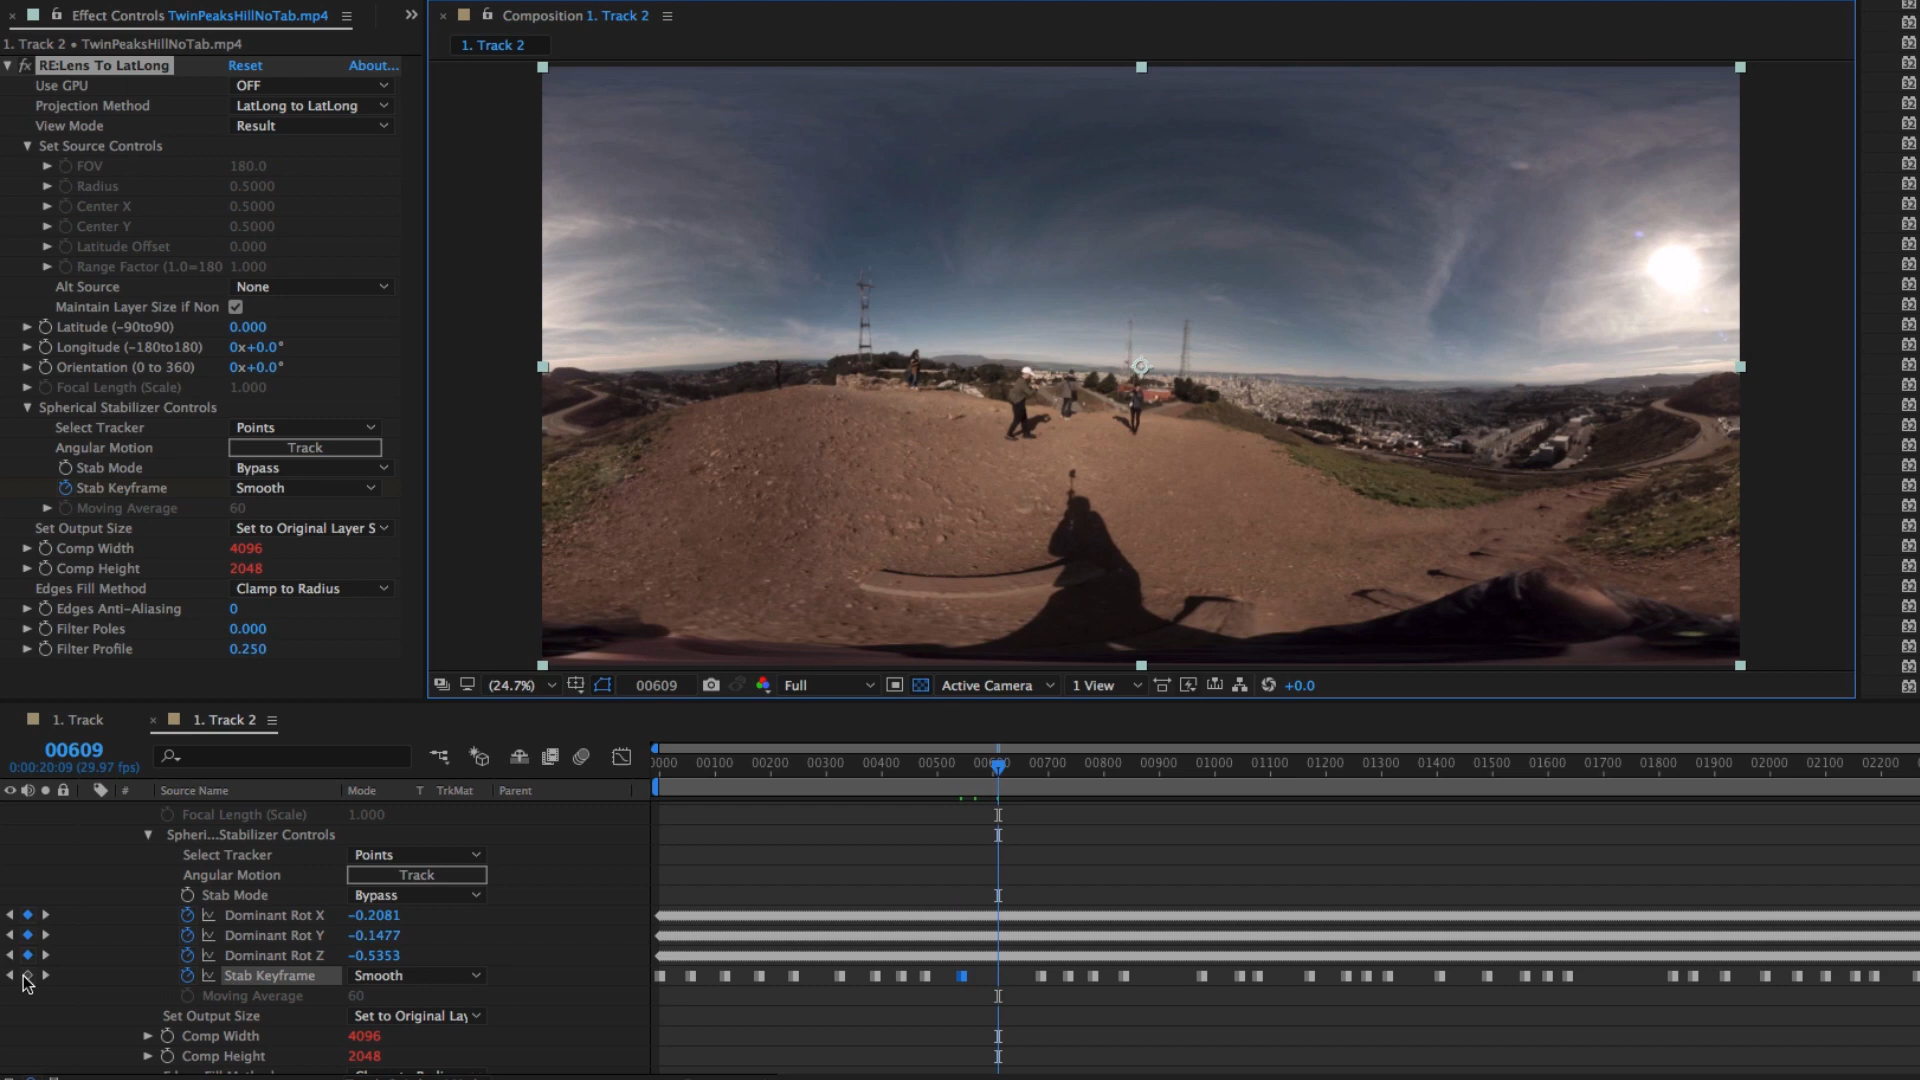 Effect Controls TwinPeaksHillNoTab.mp4
1. Track 2 • TwinPeaksHillNoTab.mp4
fx RE:Lens To LatLong Reset About...
Use GPU OFF
Projection Method LatLong to LatLong
View Mode Result
Set Source Controls
FOV 180.0
Radius 0.5000
Center X 0.5000
Center Y 0.5000
Latitude Offset 0.000
Range Factor (1.0=180 1.000
Alt Source None
Maintain Layer Size if Non
Latitude (-90to90) 0.000
Longitude (-180to180) 0x+0.0°
Orientation (0 to 360) 0x+0.0°
Focal Length (Scale) 1.000
Spherical Stabilizer Controls
Select Tracker Points
Angular Motion Track
Stab Mode Bypass
Stab Keyframe Smooth
Moving Average 60
Set Output Size Set to Original Layer S
Comp Width 4096
Comp Height 2048
Edges Fill Method Clamp to Radius
Edges Anti-Aliasing 0
Filter Poles 0.000
Filter Profile 0.250
Composition 1. Track 2
1. Track 2
(24.7%) 00609 Full Active Camera 1 View +0.0
1. Track 1. Track 2
00609
0:00:20:09 (29.97 fps)
0000 00100 00200 00300 00400 00500 00700 00800 00900 01000 01100 01200 01300 01400 01500 01600 01700 01800 01900 02000 02100 02200
# Source Name Mode T TrkMat Parent
Focal Length (Scale) 1.000
Spheri...Stabilizer Controls
Select Tracker Points
Angular Motion Track
Stab Mode Bypass
Dominant Rot X -0.2081
Dominant Rot Y -0.1477
Dominant Rot Z -0.5353
Stab Keyframe Smooth
Moving Average 60
Set Output Size Set to Original Lay
Comp Width 4096
Comp Height 2048